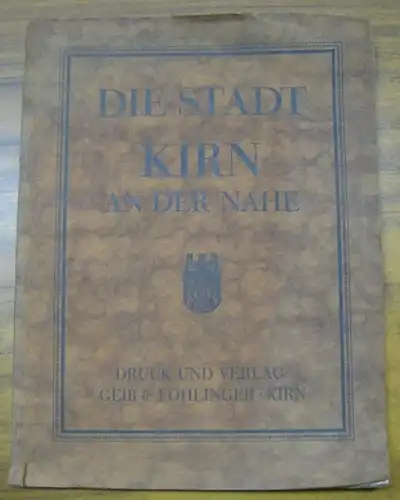 DIE STADT
KIRN
AN DER NAHE
DRUCK UND VERLAG
GEIB & FOHLINGER · KIRN